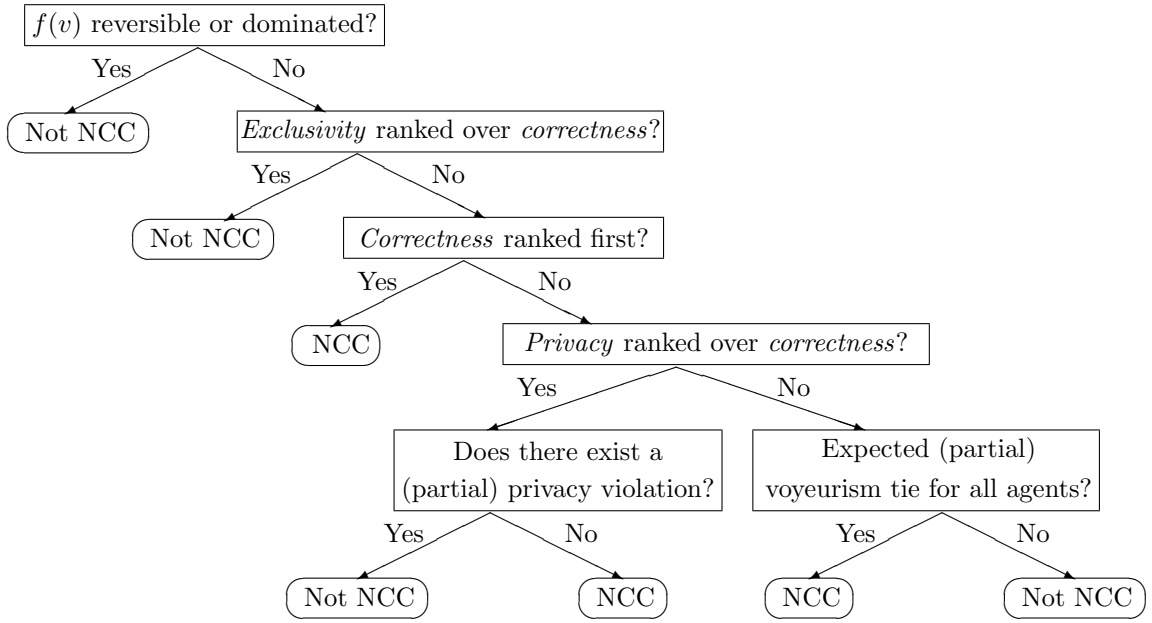 f(v) reversible or dominated?
Yes
No
Not NCC
Exclusivity ranked over correctness?
Yes
No
Not NCC
Correctness ranked first?
Yes
No
NCC
Privacy ranked over correctness?
Yes
No
Does there exist a
(partial) privacy violation?
Expected (partial)
voyeurism tie for all agents?
Yes
No
Yes
No
Not NCC
NCC
NCC
Not NCC